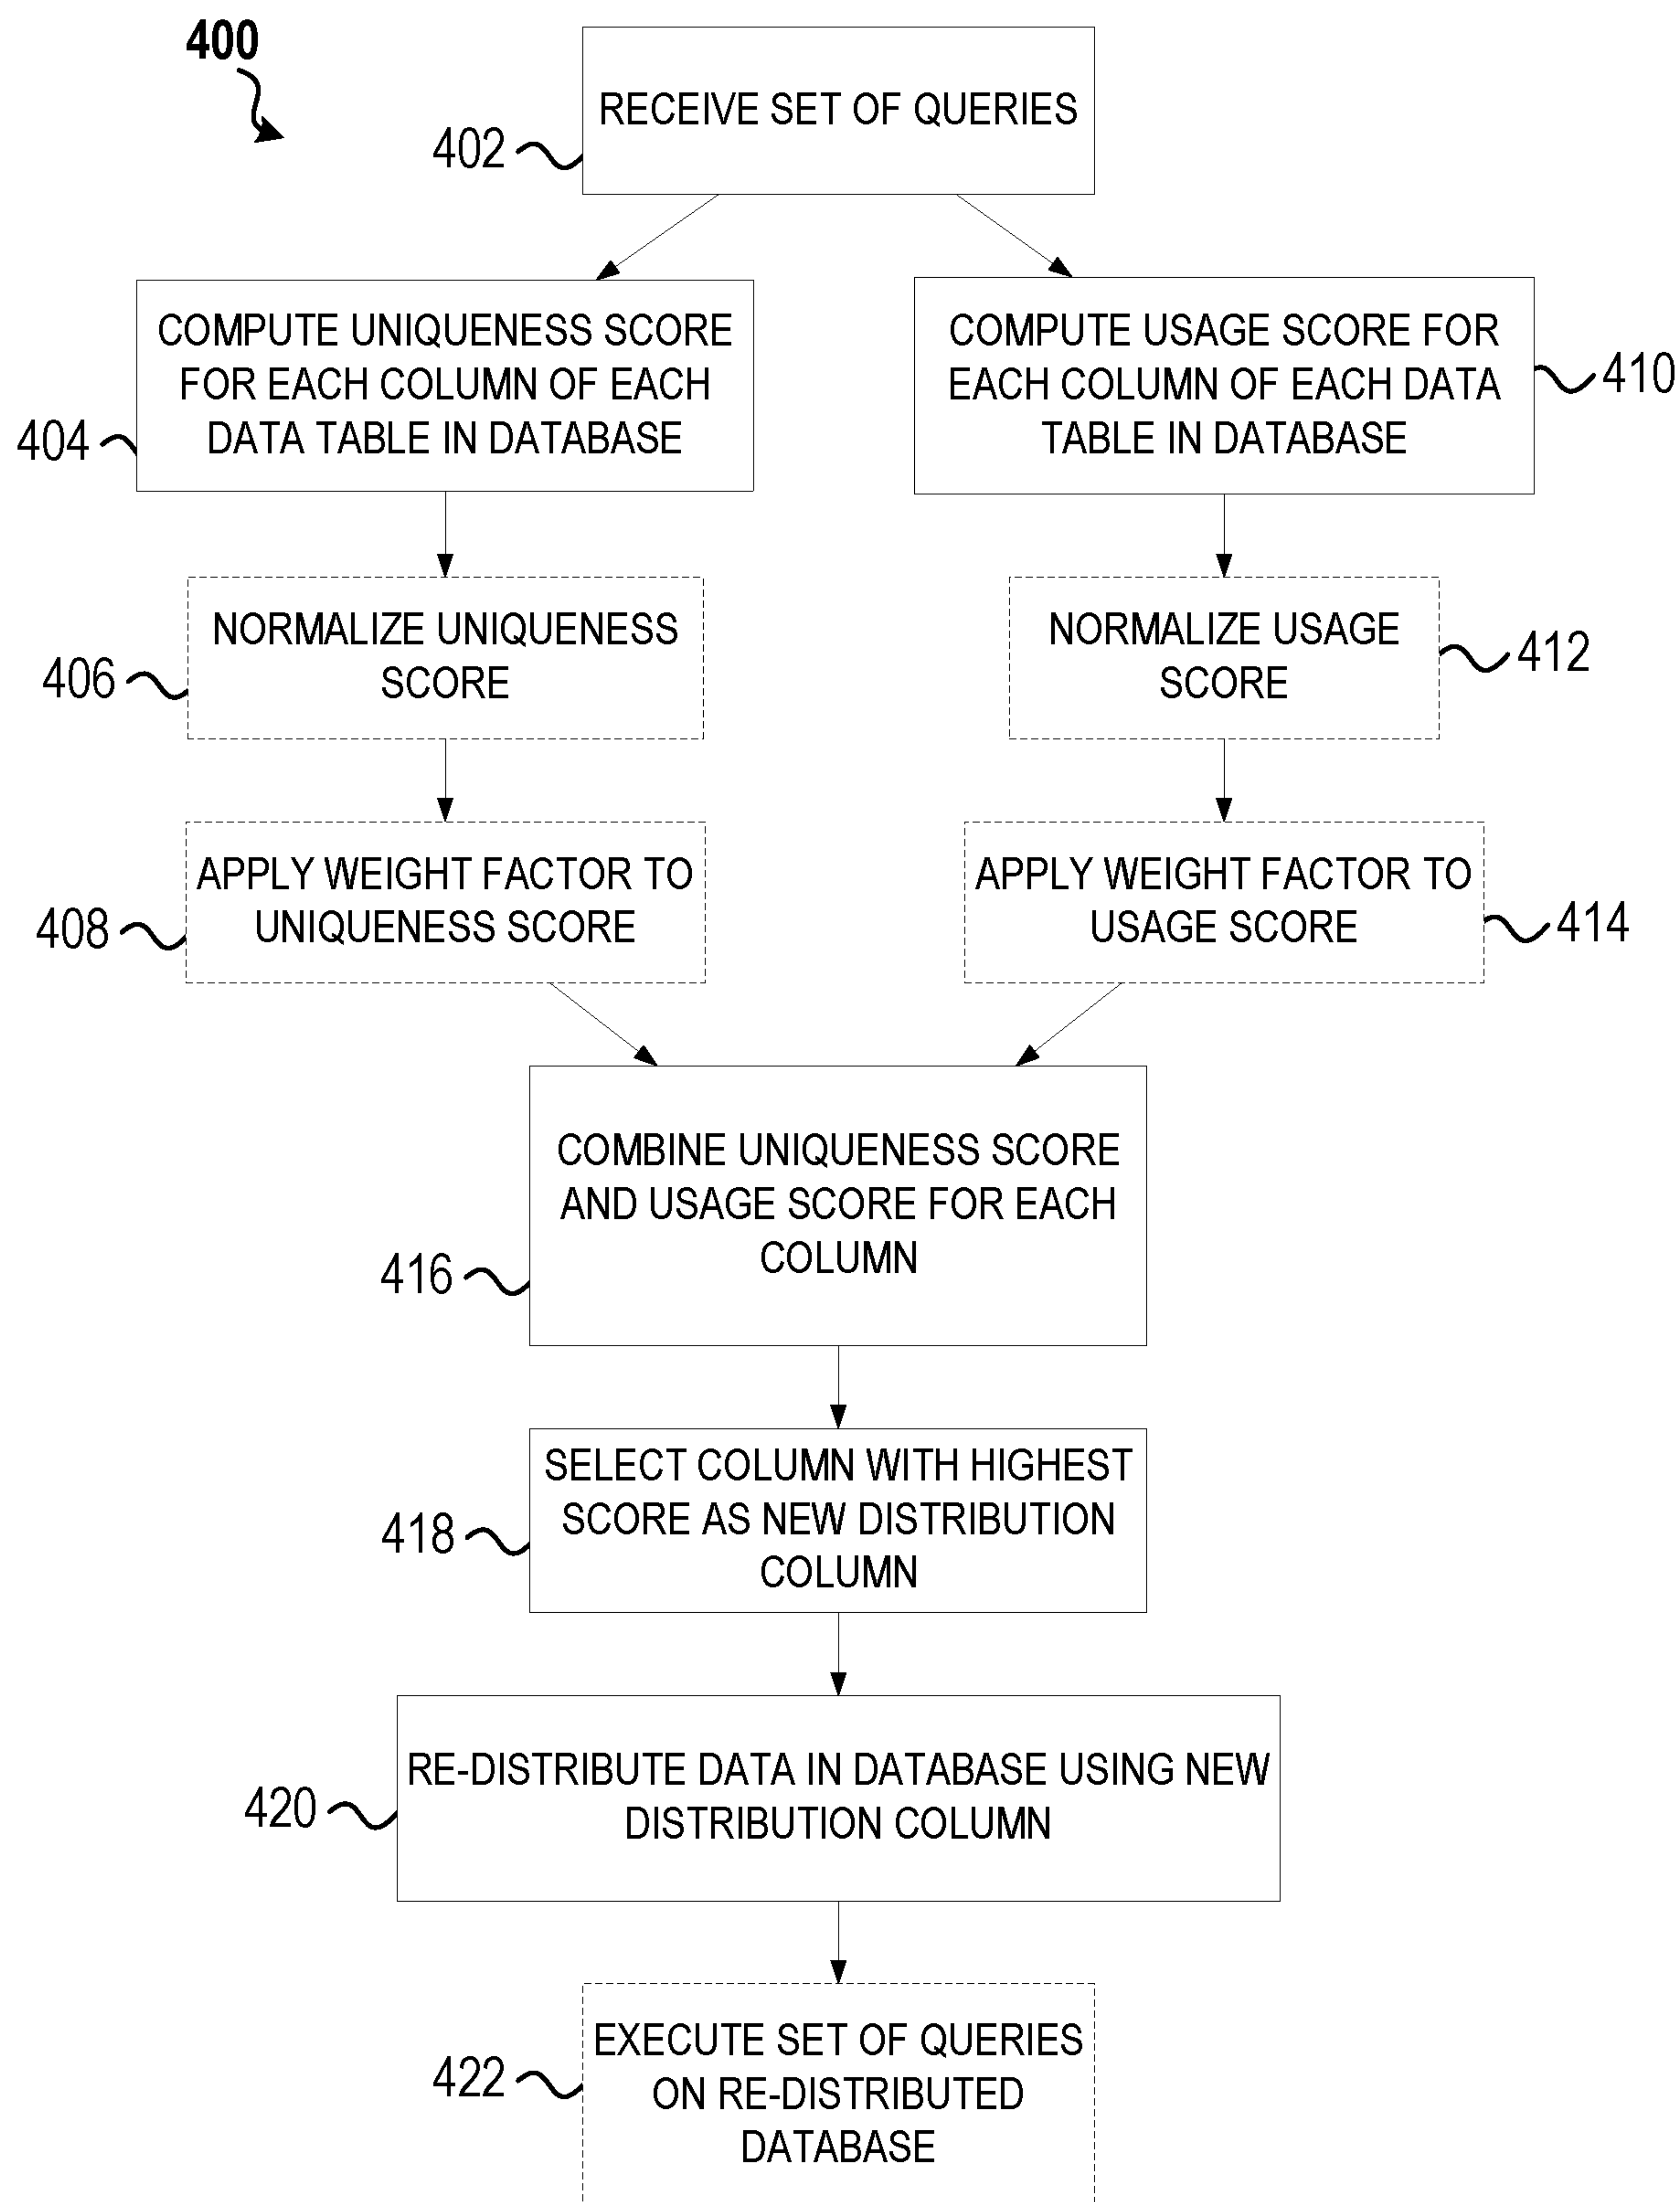 400
RECEIVE SET OF QUERIES
402
COMPUTE UNIQUENESS SCORE
FOR EACH COLUMN OF EACH
DATA TABLE IN DATABASE
404
COMPUTE USAGE SCORE FOR
EACH COLUMN OF EACH DATA
TABLE IN DATABASE
410
NORMALIZE UNIQUENESS
SCORE
406
NORMALIZE USAGE
SCORE
412
APPLY WEIGHT FACTOR TO
UNIQUENESS SCORE
408
APPLY WEIGHT FACTOR TO
USAGE SCORE
414
COMBINE UNIQUENESS SCORE
AND USAGE SCORE FOR EACH
COLUMN
416
SELECT COLUMN WITH HIGHEST
SCORE AS NEW DISTRIBUTION
COLUMN
418
RE-DISTRIBUTE DATA IN DATABASE USING NEW
DISTRIBUTION COLUMN
420
EXECUTE SET OF QUERIES
ON RE-DISTRIBUTED
DATABASE
422